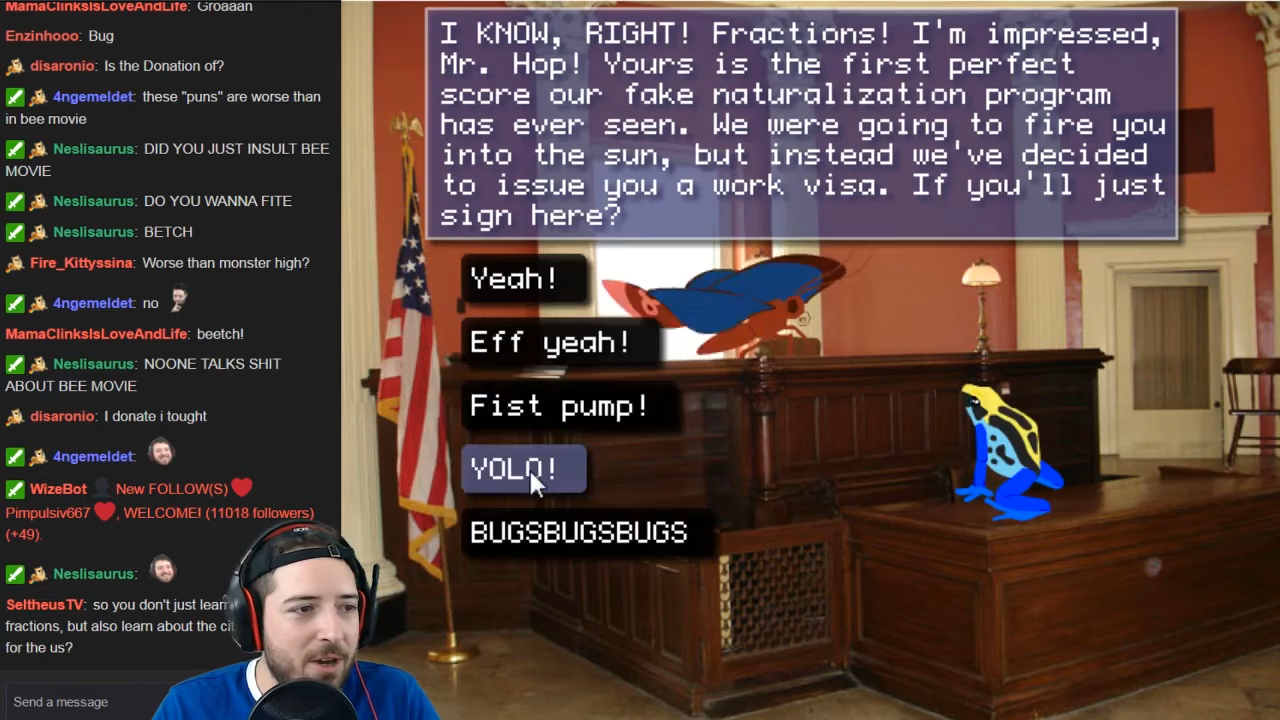 MamaClinksIsLoveAndLife: Groaaan
Enzinhooo: Bug
disaronio: Is the Donation of?
4ngemeldet: these "puns" are worse than
in bee movie
Neslisaurus: DID YOU JUST INSULT BEE
MOVIE
Neslisaurus: DO YOU WANNA FITE
Neslisaurus: BETCH
Fire_Kittyssina: Worse than monster high?
4ngemeldet: no
MamaClinksIsLoveAndLife: beetch!
Neslisaurus: NOONE TALKS SHIT
ABOUT BEE MOVIE
disaronio: I donate i tought
4ngemeldet:
WizeBot New FOLLOW(S)
Pimpulsiv667 , WELCOME! (11018 followers)
(+49).
Neslisaurus:
SeltheusTV: so you don't just learn
fractions, but also learn about the
for the us?
Send a message
I KNOW, RIGHT! Fractions! I'm impressed,
Mr. Hop! Yours is the first perfect
score our fake naturalization program
has ever seen. We were going to fire you
into the sun, but instead we've decided
to issue you a work visa. If you'll just
sign here?
Yeah!
Eff yeah!
Fist pump!
YOLO!
BUGSBUGSBUGS